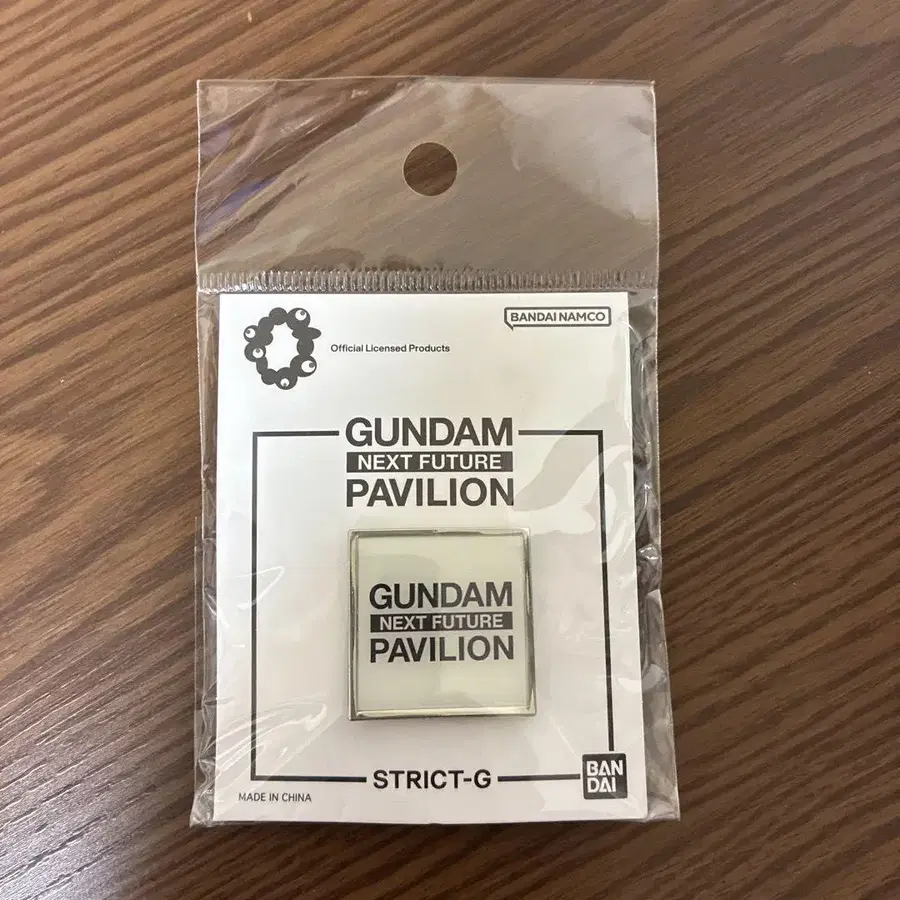 BANDAI NAMCO
Official Licensed Products
GUNDAM
NEXT FUTURE
PAVILION
GUNDAM
NEXT FUTURE
PAVILION
STRICT-G
BAN
DAI
MADE IN CHINA